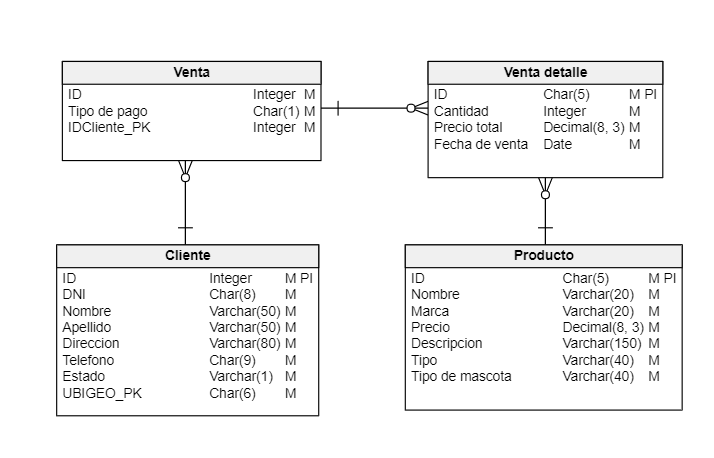 Venta
ID Integer M
Tipo de pago Char(1) M
IDCliente_PK Integer M
Venta detalle
ID Char(5) M PI
Cantidad Integer M
Precio total Decimal(8, 3) M
Fecha de venta Date M
Cliente
ID Integer M PI
DNI Char(8) M
Nombre Varchar(50) M
Apellido Varchar(50) M
Direccion Varchar(80) M
Telefono Char(9) M
Estado Varchar(1) M
UBIGEO_PK Char(6) M
Producto
ID Char(5) M PI
Nombre Varchar(20) M
Marca Varchar(20) M
Precio Decimal(8, 3) M
Descripcion Varchar(150) M
Tipo Varchar(40) M
Tipo de mascota Varchar(40) M